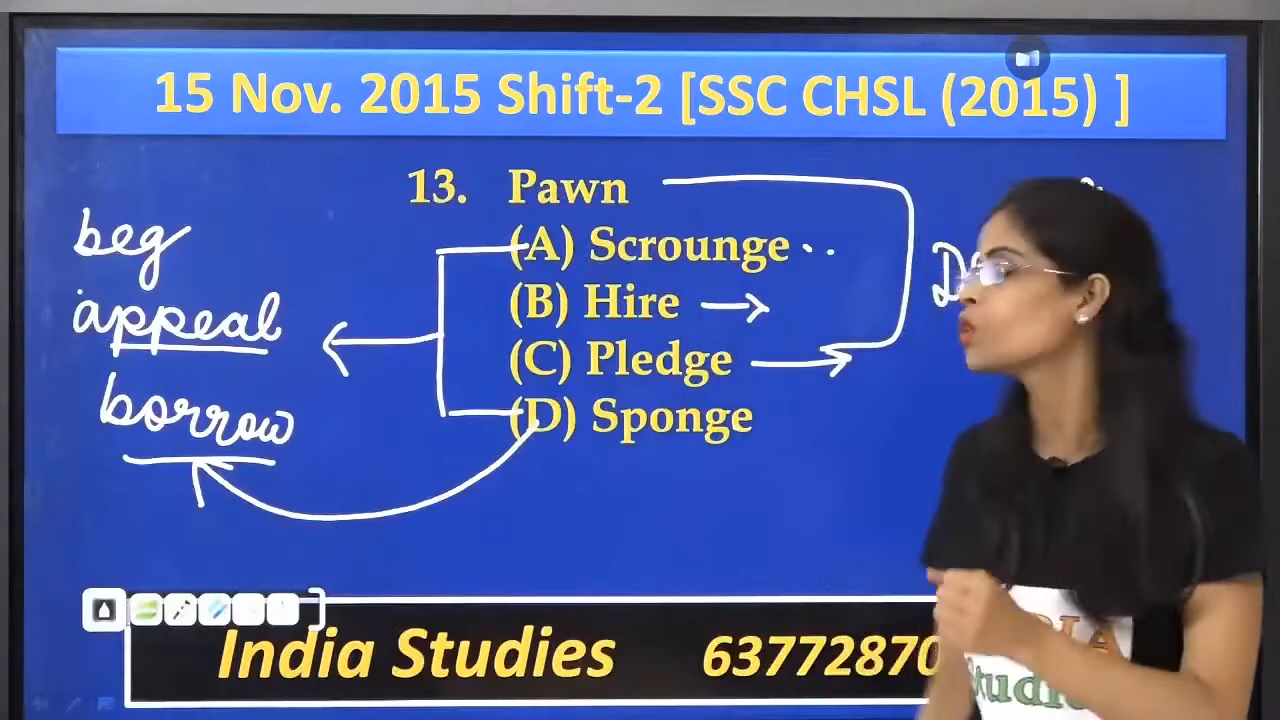 15 Nov. 2015 Shift-2 [SSC CHSL (2015) ]
13. Pawn
(A) Scrounge
(B) Hire
(C) Pledge
(D) Sponge
beg
appeal
borrow
India Studies 63772870